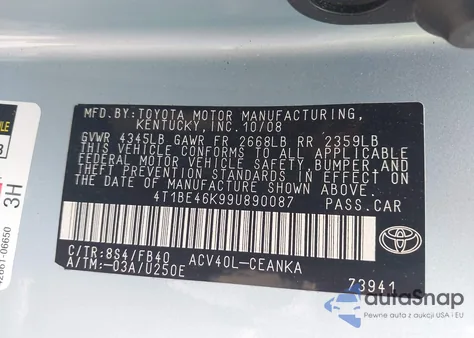 MFD.BY:TOYOTA MOTOR MANUFACTURING,
KENTUCKY,INC.10/08
GVWR 4345LB GAWR FR 2668LB RR 2359LB
THIS VEHICLE CONFORMS TO ALL APPLICABLE
FEDERAL MOTOR VEHICLE SAFETY, BUMPER, AND
THEFT PREVENTION STANDARDS IN EFFECT ON
THE DATE OF MANUFACTURE SHOWN ABOVE.
4T1BE46K99U890087 PASS.CAR
C/TR:8S4/FB40 ACV40L-CEANKA
A/TM:-03A/U250E
TOYOTA
73941
3H
42661-06650
autoSnap
Pewne auta z USA i EU